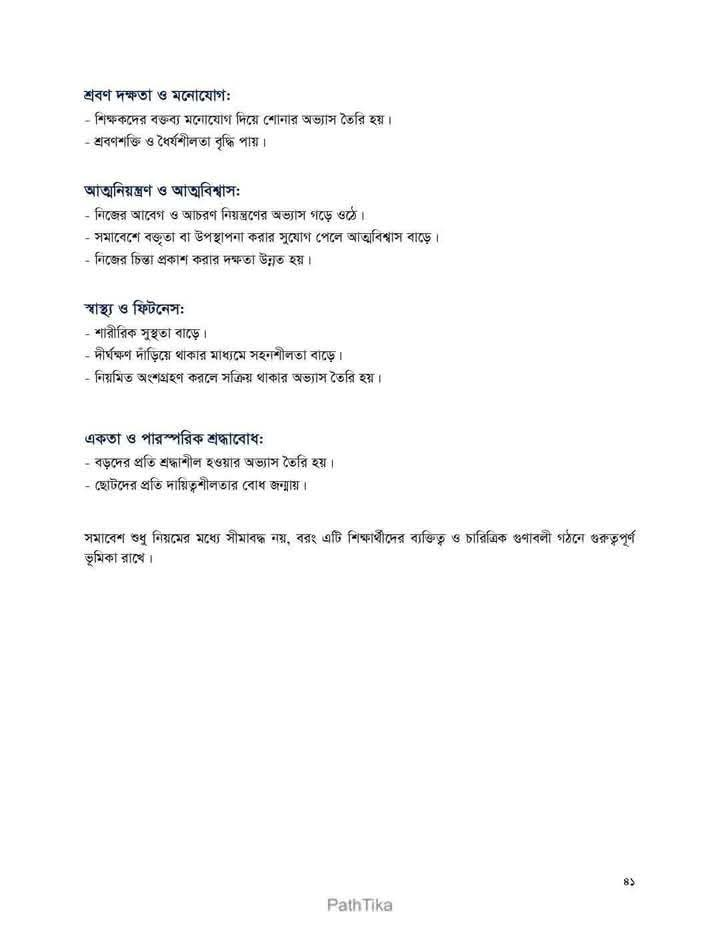 শ্রবণ দক্ষতা ও মনোযোগ:
- শিক্ষকদের বক্তব্য মনোযোগ দিয়ে শোনার অভ্যাস তৈরি হয়।
- শ্রবণশক্তি ও ধৈর্যশীলতা বৃদ্ধি পায়।
আত্মনিয়ন্ত্রণ ও আত্মবিশ্বাস:
- নিজের আবেগ ও আচরণ নিয়ন্ত্রণের অভ্যাস গড়ে ওঠে।
- সমাবেশে বক্তৃতা বা উপস্থাপনা করার সুযোগ পেলে আত্মবিশ্বাস বাড়ে।
- নিজের চিন্তা প্রকাশ করার দক্ষতা উন্নত হয়।
স্বাস্থ্য ও ফিটনেস:
- শারীরিক সুস্থতা বাড়ে।
- দীর্ঘক্ষণ দাঁড়িয়ে থাকার মাধ্যমে সহনশীলতা বাড়ে।
- নিয়মিত অংশগ্রহণ করলে সক্রিয় থাকার অভ্যাস তৈরি হয়।
একতা ও পারস্পরিক শ্রদ্ধাবোধ:
- বড়দের প্রতি শ্রদ্ধাশীল হওয়ার অভ্যাস তৈরি হয়।
- ছোটদের প্রতি দায়িত্বশীলতার বোধ জন্মায়।
সমাবেশ শুধু নিয়মের মধ্যে সীমাবদ্ধ নয়, বরং এটি শিক্ষার্থীদের ব্যক্তিত্ব ও চারিত্রিক গুণাবলী গঠনে গুরুত্বপূর্ণ
ভূমিকা রাখে।
৪১
PathTika